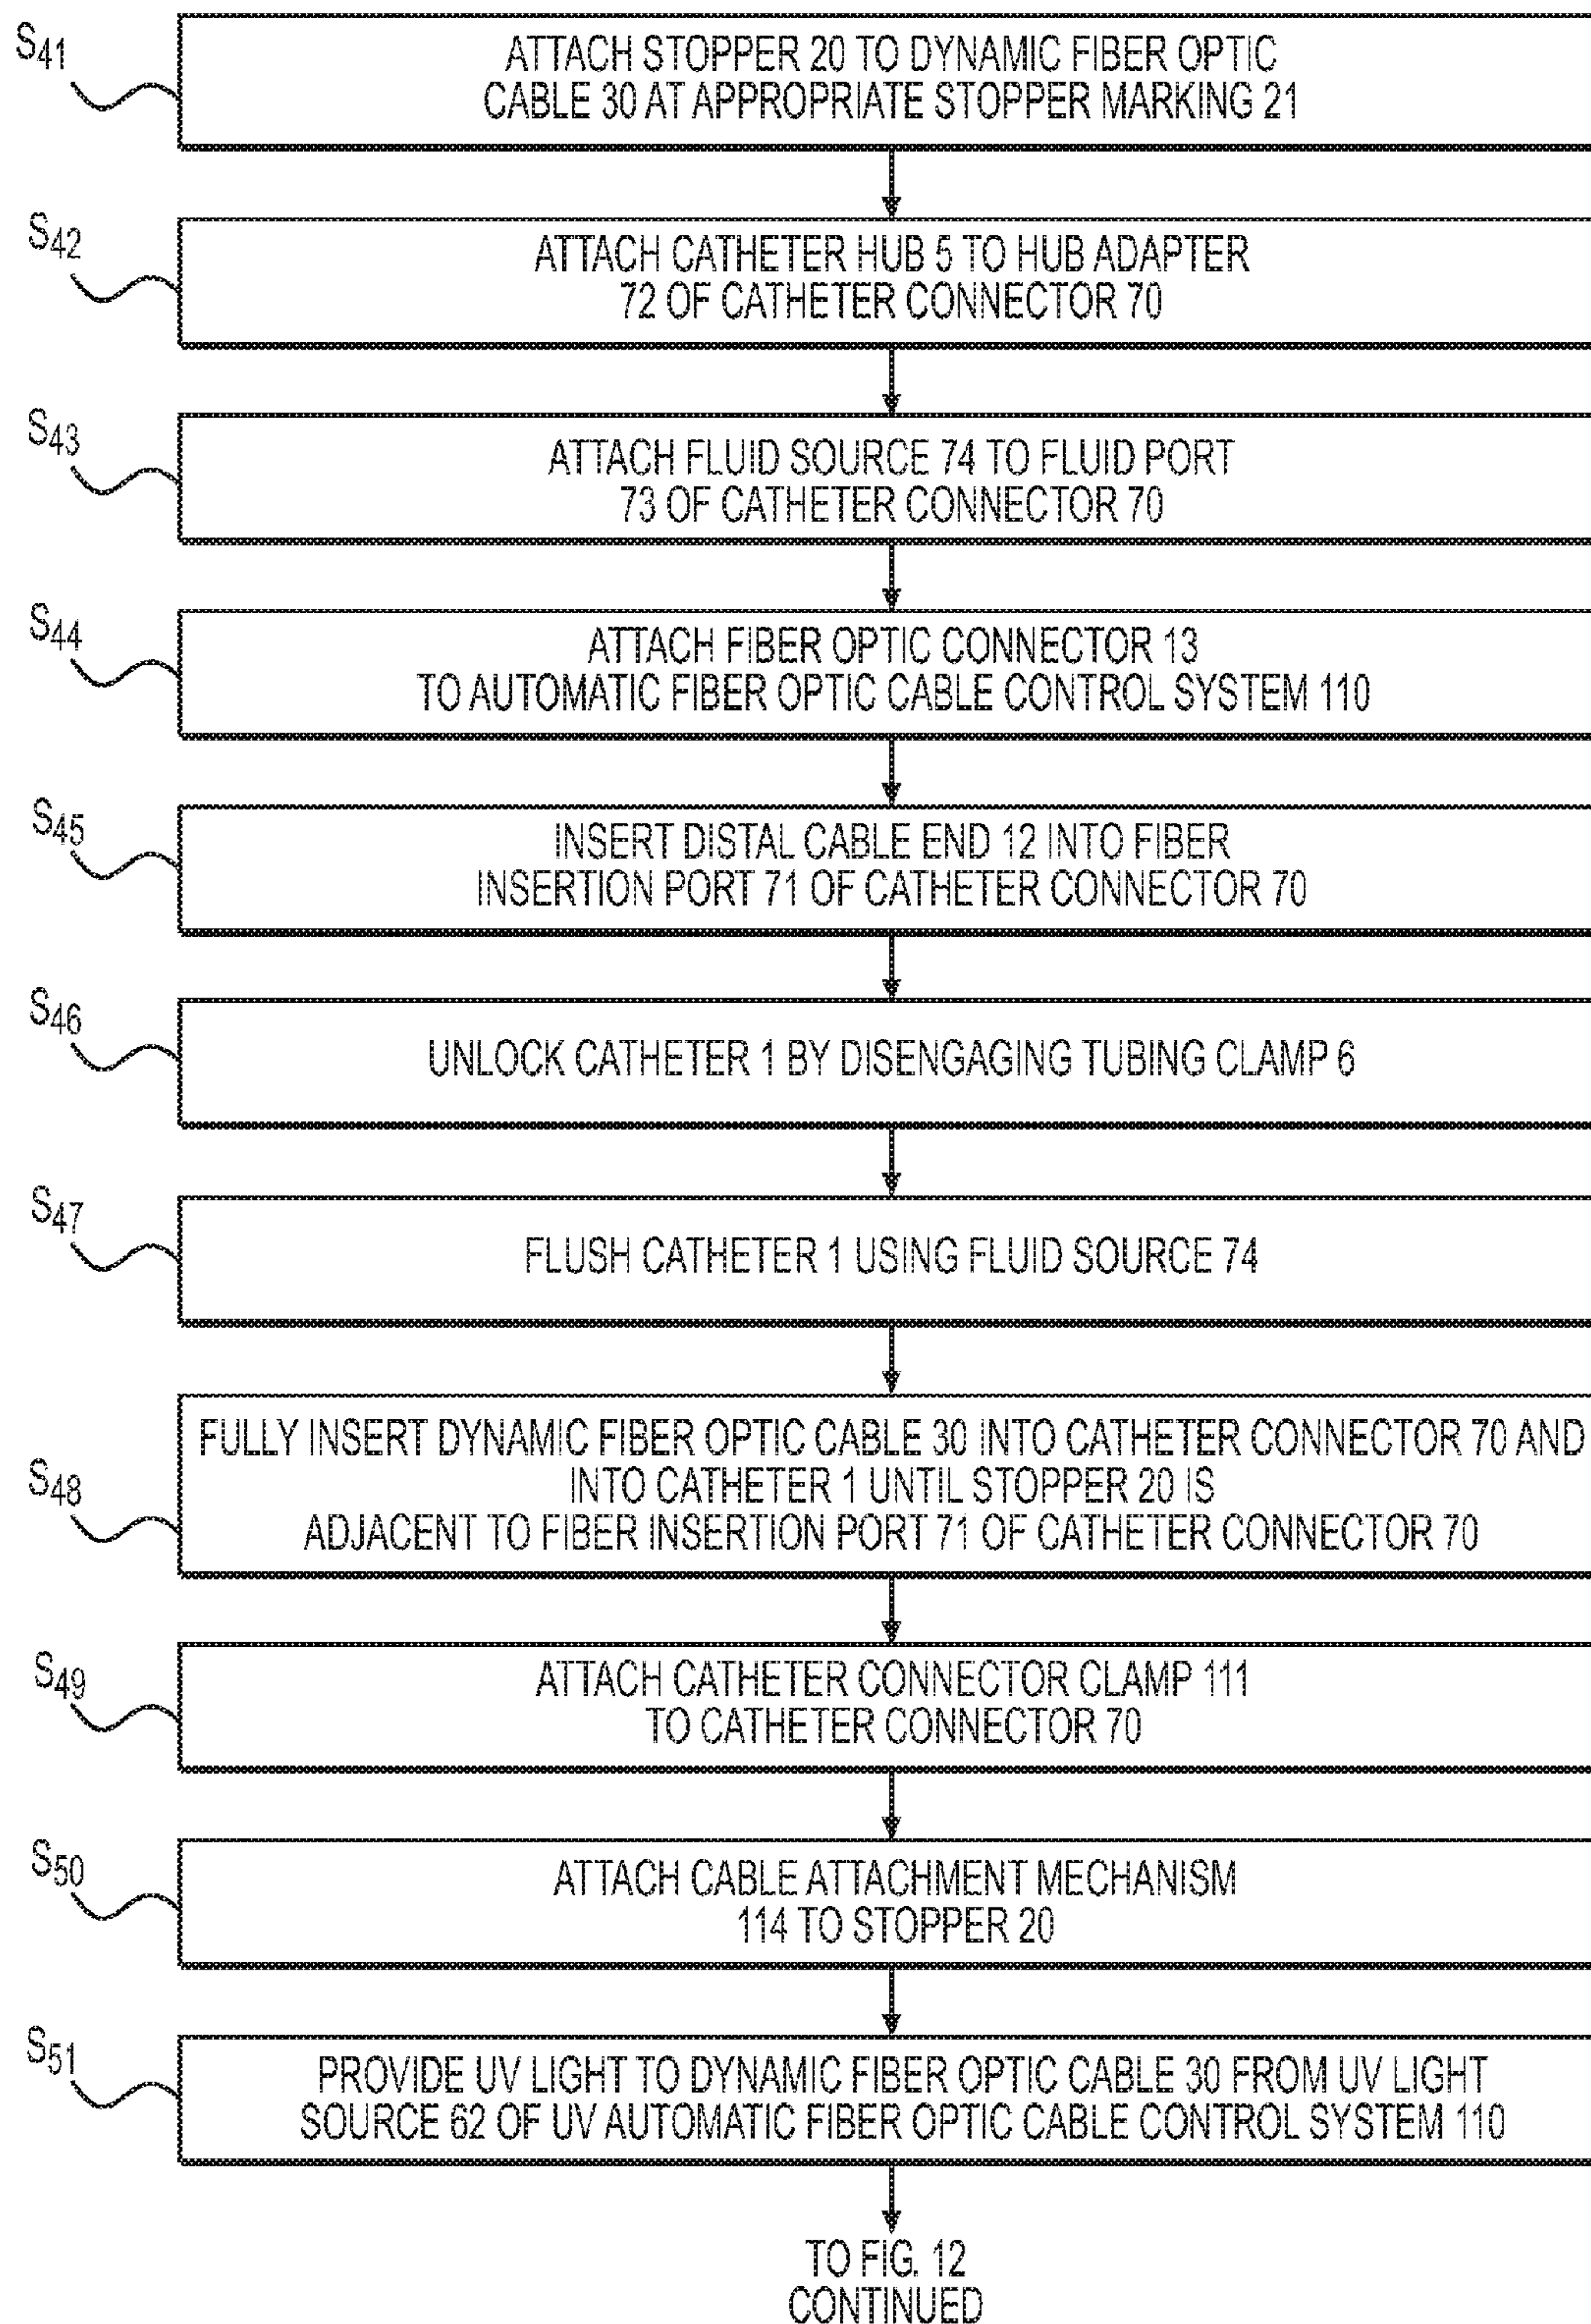 S41
ATTACH STOPPER 20 TO DYNAMIC FIBER OPTIC
CABLE 30 AT APPROPRIATE STOPPER MARKING 21
S42
ATTACH CATHETER HUB 5 TO HUB ADAPTER
72 OF CATHETER CONNECTOR 70
S43
ATTACH FLUID SOURCE 74 TO FLUID PORT
73 OF CATHETER CONNECTOR 70
S44
ATTACH FIBER OPTIC CONNECTOR 13
TO AUTOMATIC FIBER OPTIC CABLE CONTROL SYSTEM 110
S45
INSERT DISTAL CABLE END 12 INTO FIBER
INSERTION PORT 71 OF CATHETER CONNECTOR 70
S46
UNLOCK CATHETER 1 BY DISENGAGING TUBING CLAMP 6
S47
FLUSH CATHETER 1 USING FLUID SOURCE 74
S48
FULLY INSERT DYNAMIC FIBER OPTIC CABLE 30 INTO CATHETER CONNECTOR 70 AND
INTO CATHETER 1 UNTIL STOPPER 20 IS
ADJACENT TO FIBER INSERTION PORT 71 OF CATHETER CONNECTOR 70
S49
ATTACH CATHETER CONNECTOR CLAMP 111
TO CATHETER CONNECTOR 70
S50
ATTACH CABLE ATTACHMENT MECHANISM
114 TO STOPPER 20
S51
PROVIDE UV LIGHT TO DYNAMIC FIBER OPTIC CABLE 30 FROM UV LIGHT
SOURCE 62 OF UV AUTOMATIC FIBER OPTIC CABLE CONTROL SYSTEM 110
TO FIG. 12
CONTINUED